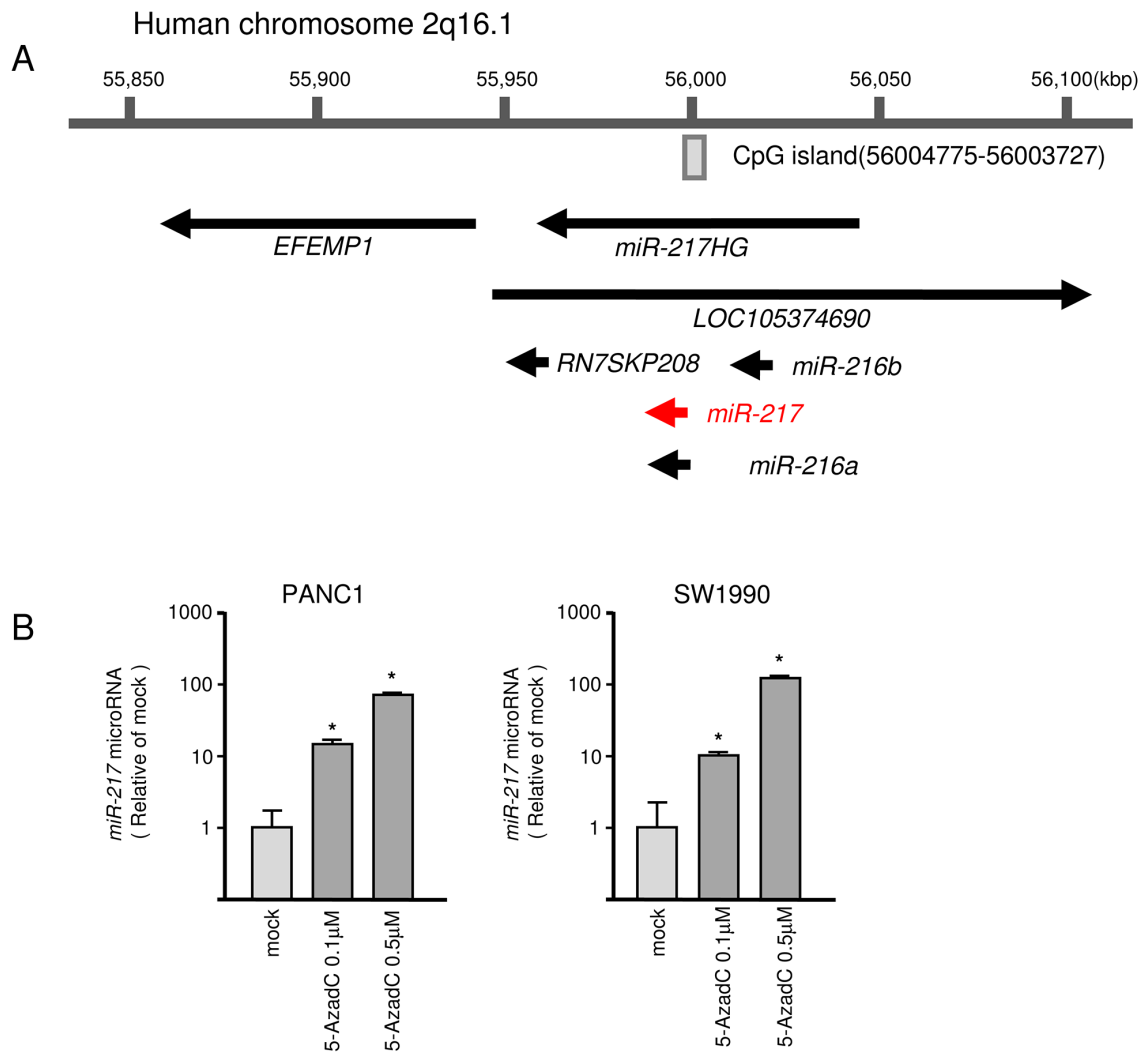 Human chromosome 2q16.1
A
55,850 55,900 55,950 56,000 56,050 56,100(kbp)
CpG island(56004775-56003727)
EFEMP1 miR-217HG
LOC105374690
RN7SKP208 miR-216b
miR-217
miR-216a
B
PANC1
miR-217 microRNA
( Relative of mock )
1000
100
10
1
* *
mock
5-AzadC 0.1μM
5-AzadC 0.5μM
SW1990
miR-217 microRNA
( Relative of mock )
1000
100
10
1
* *
mock
5-AzadC 0.1μM
5-AzadC 0.5μM